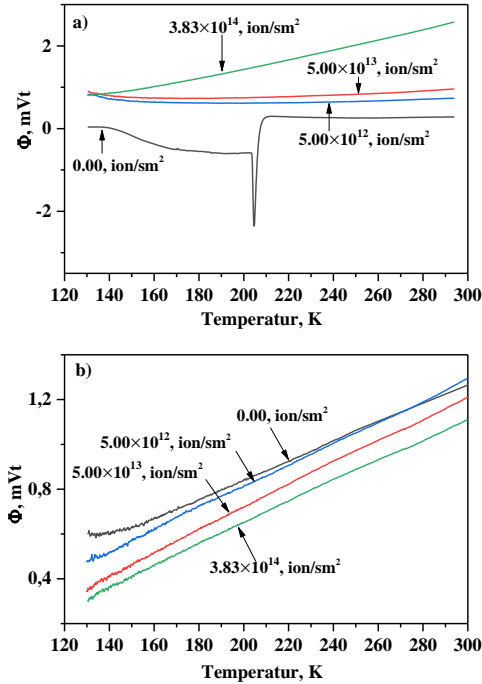 a)
3.83×10¹⁴, ion/sm²
5.00×10¹³, ion/sm²
5.00×10¹², ion/sm²
0.00, ion/sm²
Φ, mVt
2
0
-2
120 140 160 180 200 220 240 260 280 300
Temperatur, K
b)
0.00, ion/sm²
5.00×10¹², ion/sm²
5.00×10¹³, ion/sm²
3.83×10¹⁴, ion/sm²
Φ, mVt
1,2
0,8
0,4
120 140 160 180 200 220 240 260 280 300
Temperatur, K